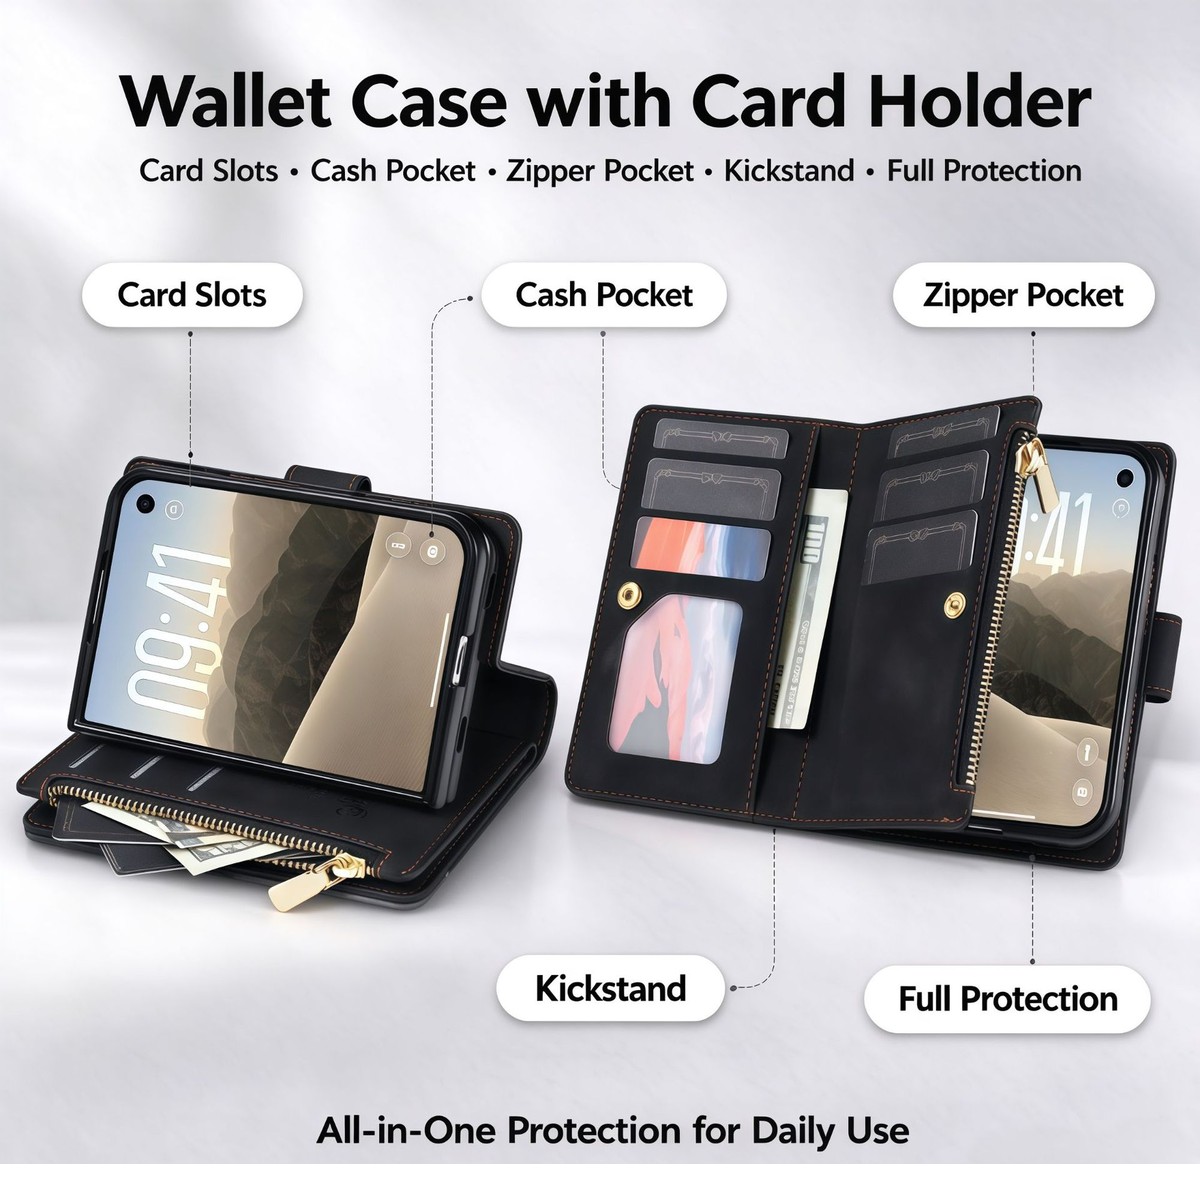 Wallet Case with Card Holder
Card Slots • Cash Pocket • Zipper Pocket • Kickstand • Full Protection
Card Slots
Cash Pocket
Zipper Pocket
09:41
:41
100
Kickstand
Full Protection
All-in-One Protection for Daily Use